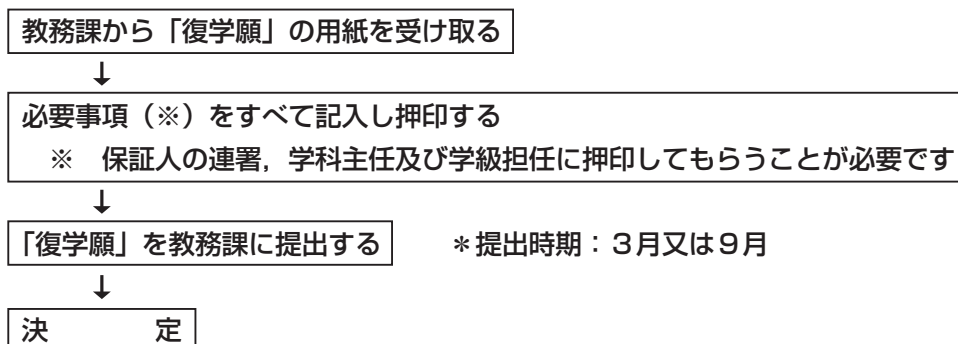 教務課から「復学願」の用紙を受け取る
↓
必要事項（※）をすべて記入し押印する
※　保証人の連署，学科主任及び学級担任に押印してもらうことが必要です
↓
「復学願」を教務課に提出する　　＊提出時期：３月又は９月
↓
決　　　　定